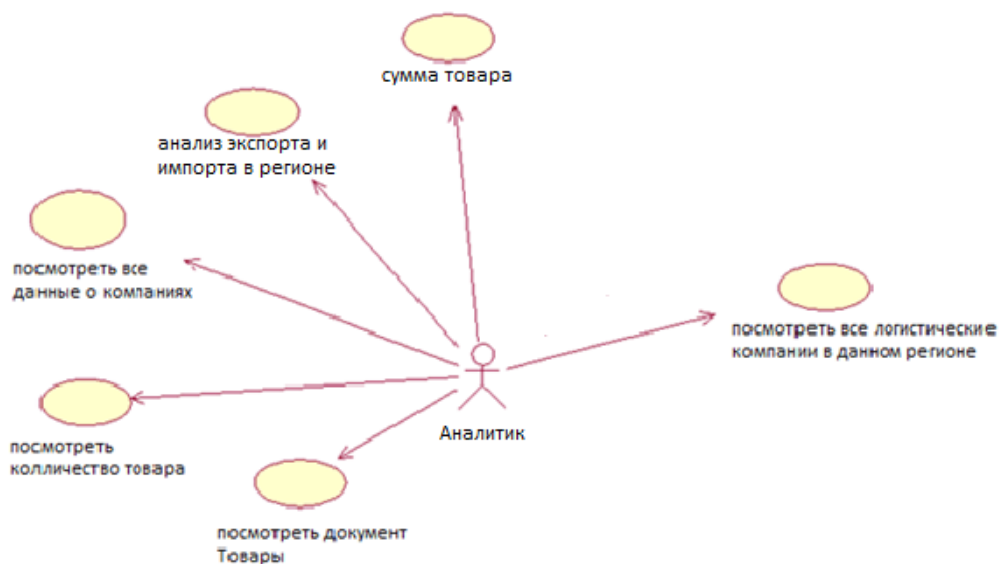 сумма товара
анализ экспорта и
импорта в регионе
посмотреть все
данные о компаниях
посмотреть все логистические
компании в данном регионе
Аналитик
посмотреть
колличество товара
посмотреть документ
Товары